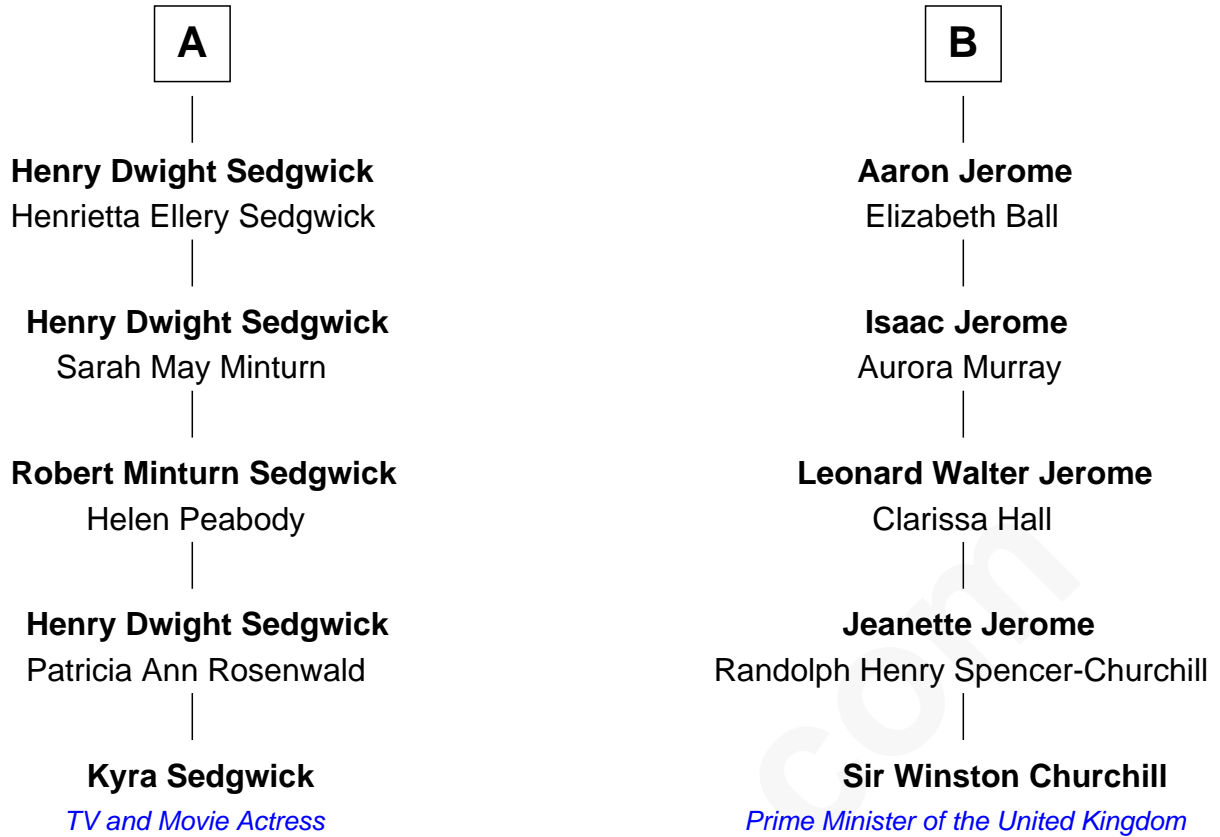 A
Henry Dwight Sedgwick
Henrietta Ellery Sedgwick
Henry Dwight Sedgwick
Sarah May Minturn
Robert Minturn Sedgwick
Helen Peabody
Henry Dwight Sedgwick
Patricia Ann Rosenwald
Kyra Sedgwick
TV and Movie Actress
B
Aaron Jerome
Elizabeth Ball
Isaac Jerome
Aurora Murray
Leonard Walter Jerome
Clarissa Hall
Jeanette Jerome
Randolph Henry Spencer-Churchill
Sir Winston Churchill
Prime Minister of the United Kingdom
com